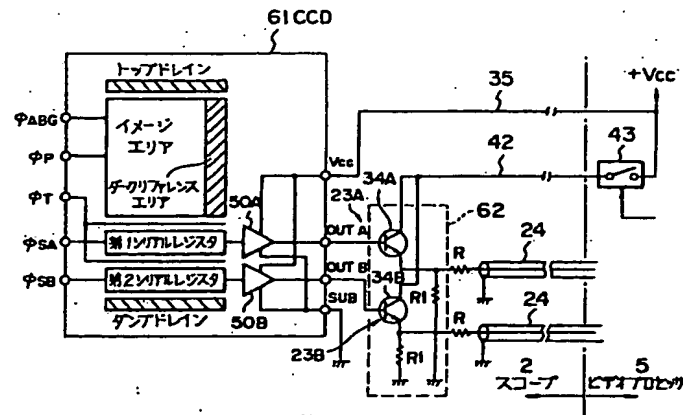 61 CCD
トップドレイン
イメージ
エリア
ダークリファレンス
エリア
φABG
φP
φT
φSA
φSB
第1シリアルレジスタ
第2シリアルレジスタ
ダンプドレイン
50A
50B
Vcc
OUT A
OUT B
SUB
35
42
+Vcc
43
34A
23A
62
34B
23B
R
R
R1
R1
24
24
2
スコープ
5
ビデオプロセッサ